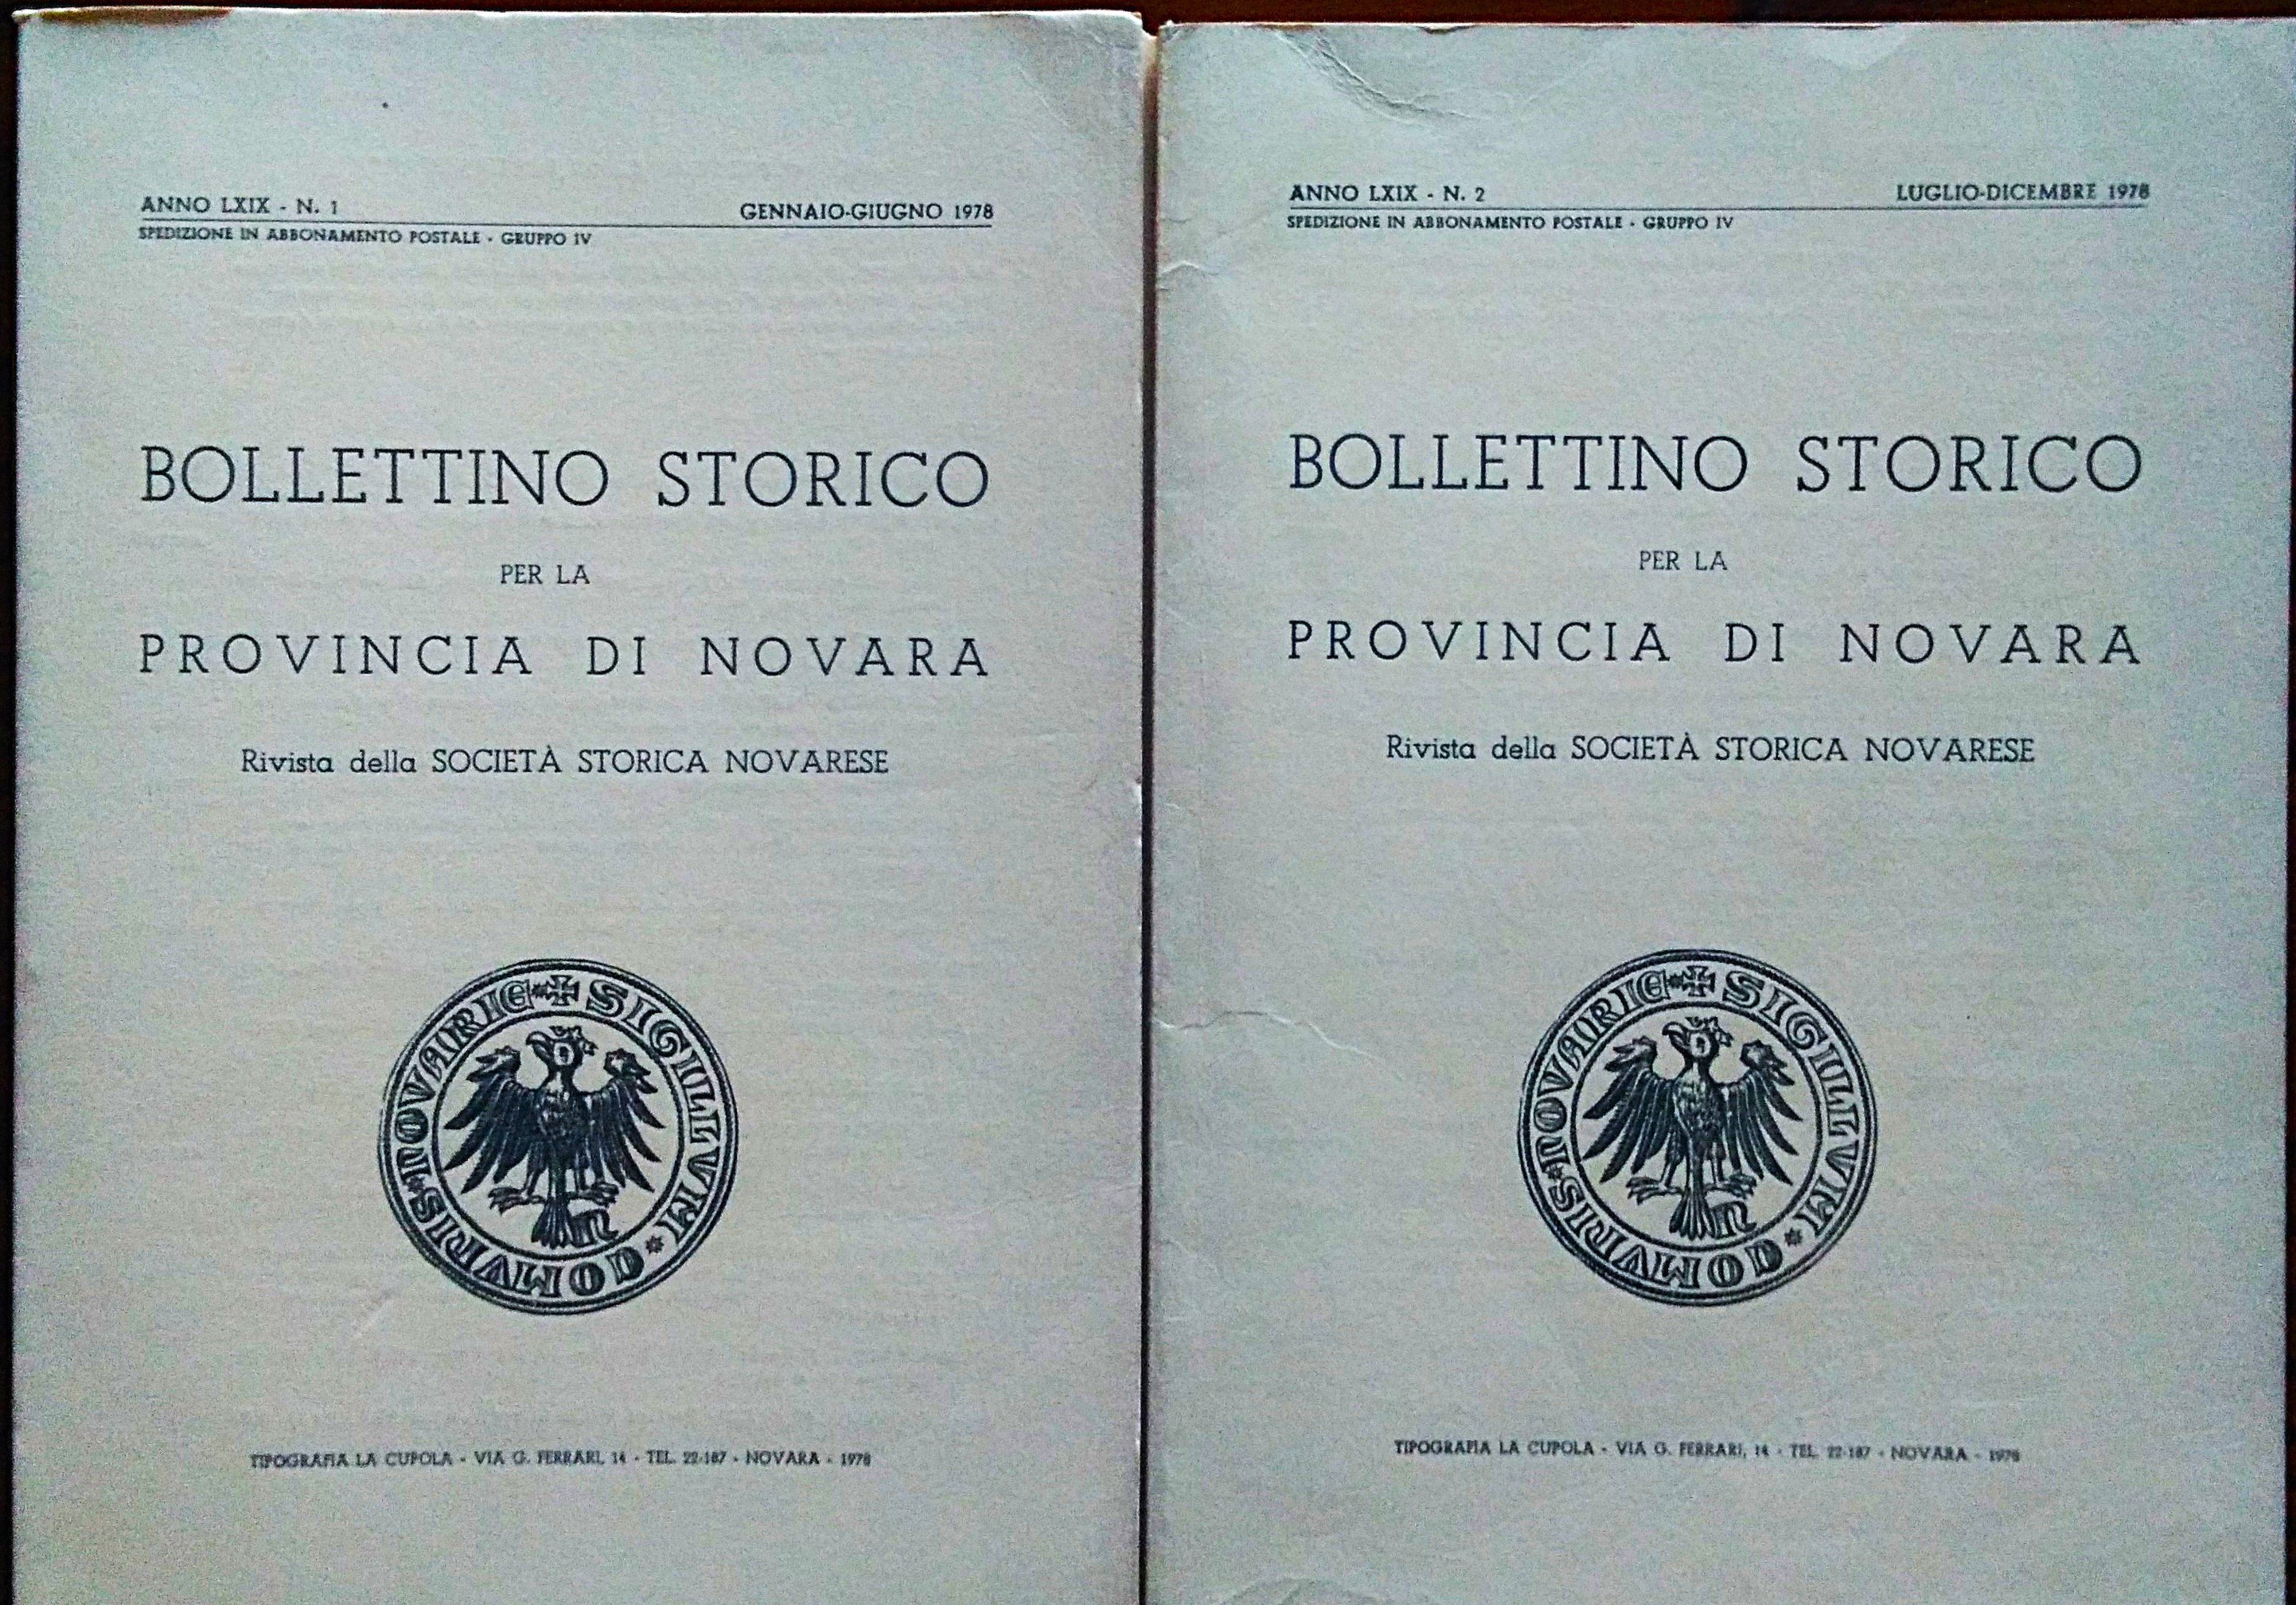 ANNO LXIX - N. 1
GENNAIO-GIUGNO 1978
SPEDIZIONE IN ABBONAMENTO POSTALE - GRUPPO IV
BOLLETTINO STORICO
PER LA
PROVINCIA DI NOVARA
Rivista della SOCIETÀ STORICA NOVARESE
✠ SIGILLVM * DOMVRIS * NOVARIE *
TIPOGRAFIA LA CUPOLA - VIA G. FERRARI, 14 - TEL. 22-187 - NOVARA - 1978
ANNO LXIX - N. 2
LUGLIO-DICEMBRE 1978
SPEDIZIONE IN ABBONAMENTO POSTALE - GRUPPO IV
BOLLETTINO STORICO
PER LA
PROVINCIA DI NOVARA
Rivista della SOCIETÀ STORICA NOVARESE
✠ SIGILLVM * DOMVRIS * NOVARIE *
TIPOGRAFIA LA CUPOLA - VIA G. FERRARI, 14 - TEL. 22-187 - NOVARA - 1978